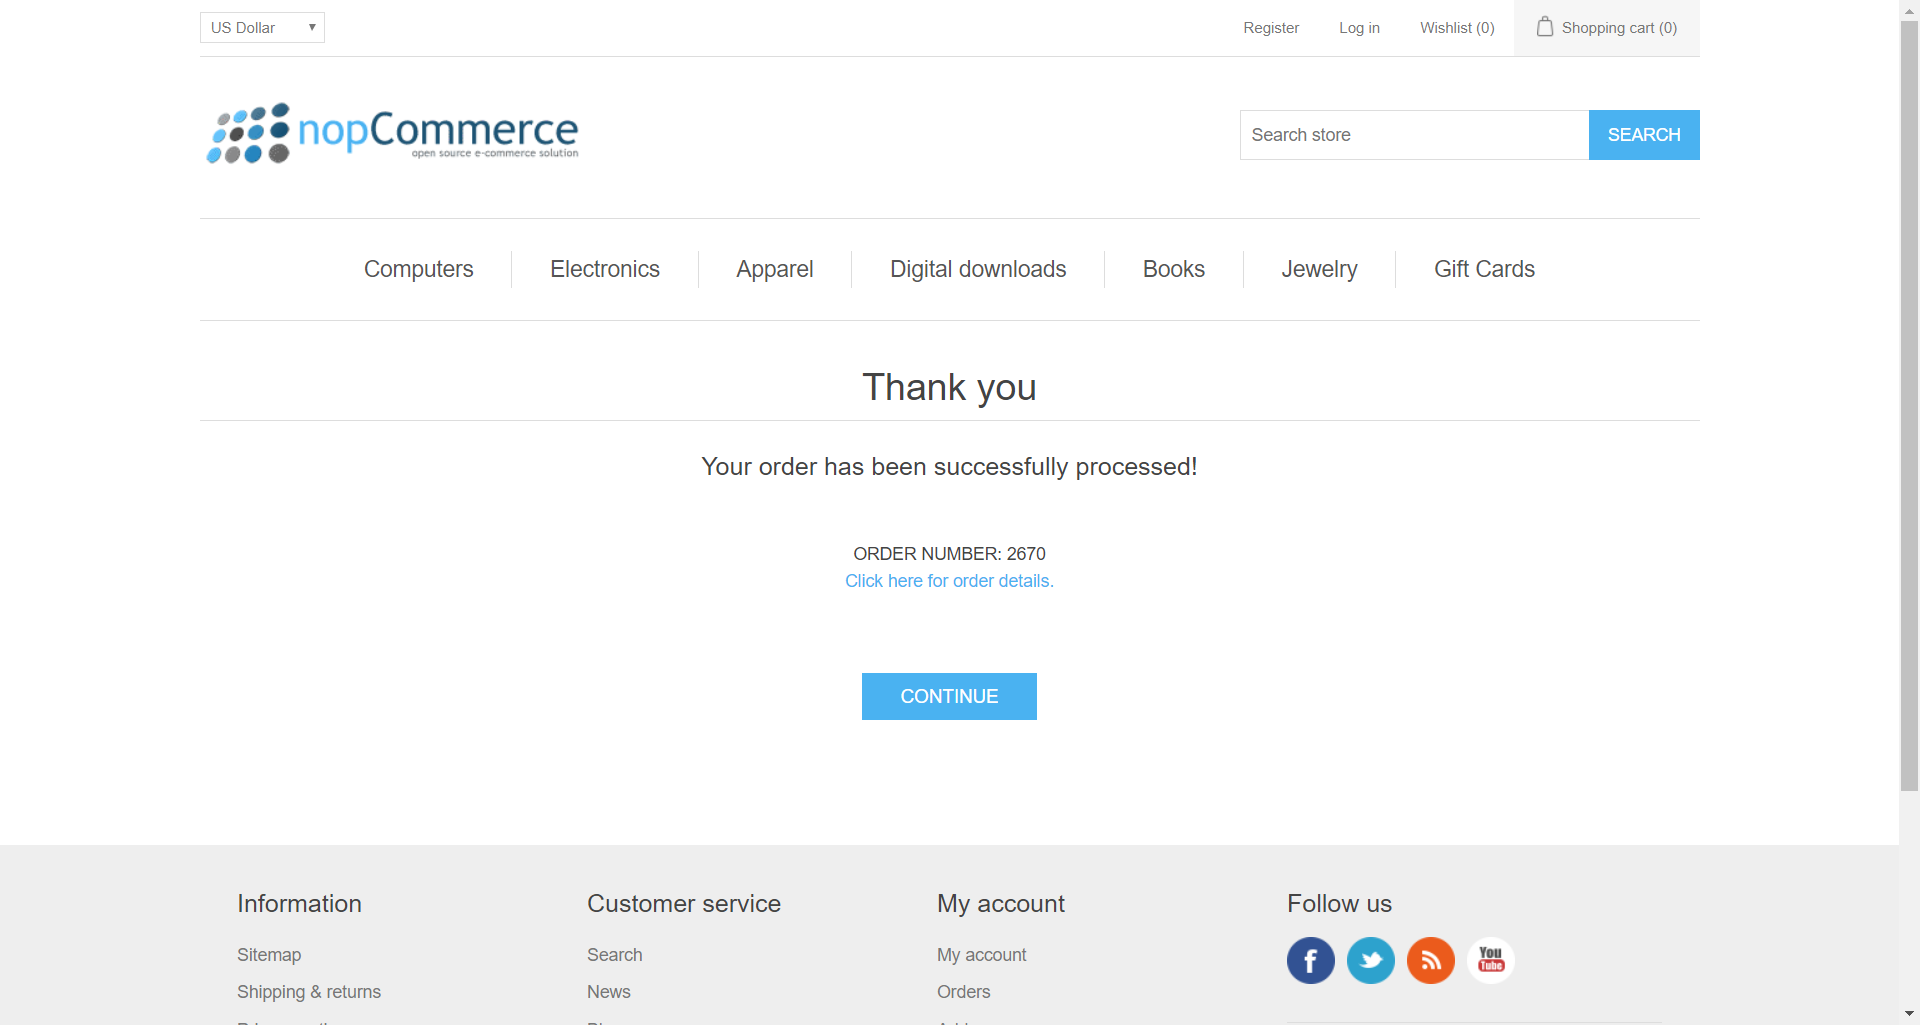 US Dollar
Register
Log in
Wishlist (0)
Shopping cart (0)
nopCommerce
open source e-commerce solution
Search store
SEARCH
Computers
Electronics
Apparel
Digital downloads
Books
Jewelry
Gift Cards
Thank you
Your order has been successfully processed!
ORDER NUMBER: 2670
Click here for order details.
CONTINUE
Information
Customer service
My account
Follow us
Sitemap
Search
My account
You
Tube
Shipping & returns
News
Orders